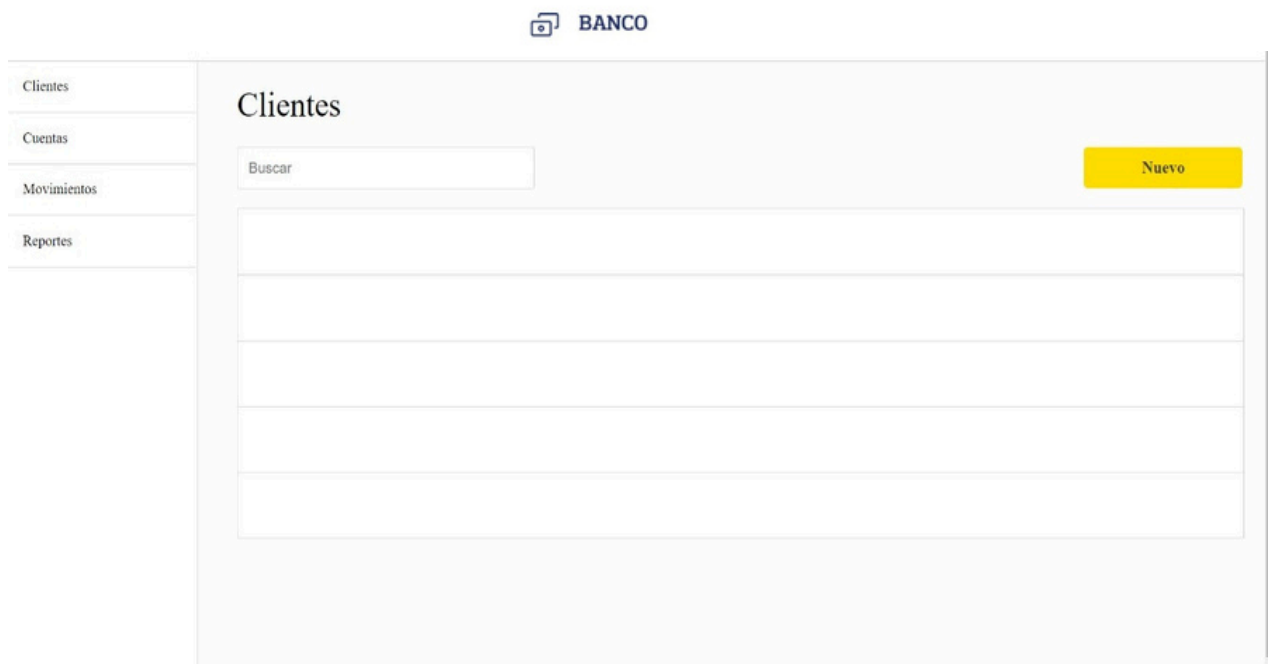 BANCO
Clientes
Cuentas
Movimientos
Reportes
Clientes
Buscar
Nuevo